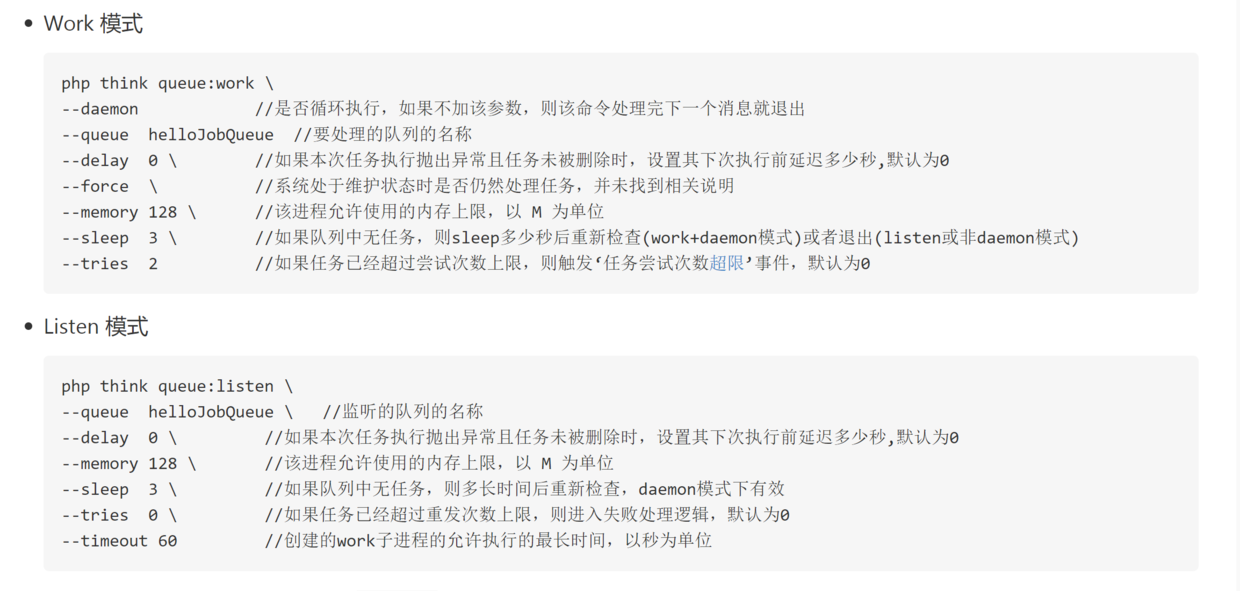 Work 模式
php think queue:work \
--daemon            //是否循环执行，如果不加该参数，则该命令处理完下一个消息就退出
--queue  helloJobQueue  //要处理的队列的名称
--delay  0 \        //如果本次任务执行抛出异常且任务未被删除时，设置其下次执行前延迟多少秒,默认为0
--force  \          //系统处于维护状态时是否仍然处理任务，并未找到相关说明
--memory 128 \      //该进程允许使用的内存上限，以 M 为单位
--sleep  3 \        //如果队列中无任务，则sleep多少秒后重新检查(work+daemon模式)或者退出(listen或非daemon模式)
--tries  2          //如果任务已经超过尝试次数上限，则触发‘任务尝试次数超限’事件，默认为0
Listen 模式
php think queue:listen \
--queue  helloJobQueue \   //监听的队列的名称
--delay  0 \         //如果本次任务执行抛出异常且任务未被删除时，设置其下次执行前延迟多少秒,默认为0
--memory 128 \       //该进程允许使用的内存上限，以 M 为单位
--sleep  3 \         //如果队列中无任务，则多长时间后重新检查，daemon模式下有效
--tries  0 \         //如果任务已经超过重发次数上限，则进入失败处理逻辑，默认为0
--timeout 60         //创建的work子进程的允许执行的最长时间，以秒为单位